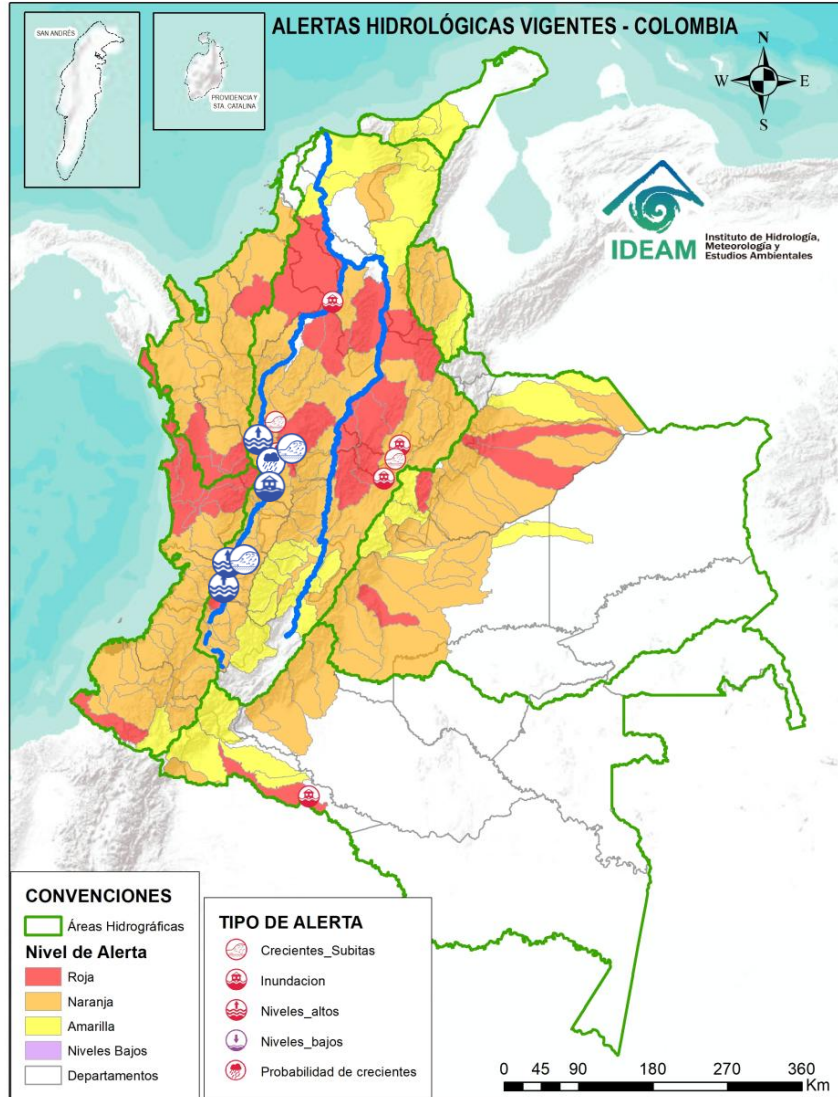 ALERTAS HIDROLÓGICAS VIGENTES - COLOMBIA
SAN ANDRÉS
PROVIDENCIA Y
STA. CATALINA
N
W
E
S
IDEAM
Instituto de Hidrología,
Meteorología y
Estudios Ambientales
CONVENCIONES
Áreas Hidrográficas
Nivel de Alerta
Roja
Naranja
Amarilla
Niveles Bajos
Departamentos
TIPO DE ALERTA
Crecientes_Subitas
Inundacion
Niveles_altos
Niveles_bajos
Probabilidad de crecientes
0 45 90 180 270 360
Km